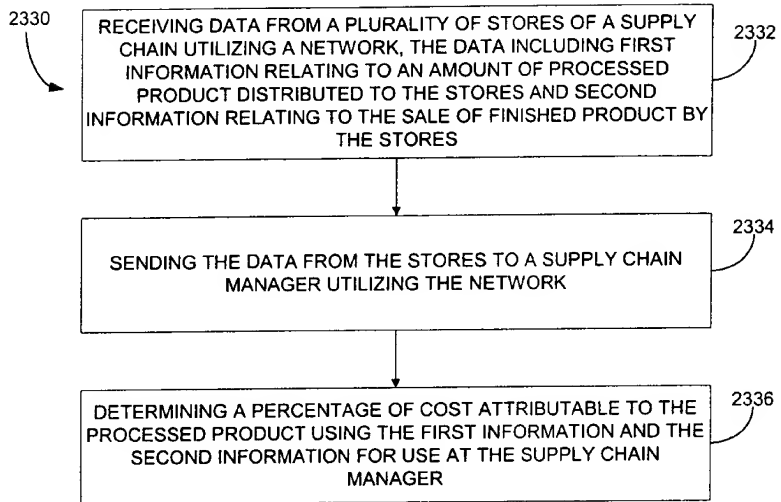 2330
RECEIVING DATA FROM A PLURALITY OF STORES OF A SUPPLY
CHAIN UTILIZING A NETWORK, THE DATA INCLUDING FIRST
INFORMATION RELATING TO AN AMOUNT OF PROCESSED
PRODUCT DISTRIBUTED TO THE STORES AND SECOND
INFORMATION RELATING TO THE SALE OF FINISHED PRODUCT BY
THE STORES
2332
SENDING THE DATA FROM THE STORES TO A SUPPLY CHAIN
MANAGER UTILIZING THE NETWORK
2334
DETERMINING A PERCENTAGE OF COST ATTRIBUTABLE TO THE
PROCESSED PRODUCT USING THE FIRST INFORMATION AND THE
SECOND INFORMATION FOR USE AT THE SUPPLY CHAIN
MANAGER
2336